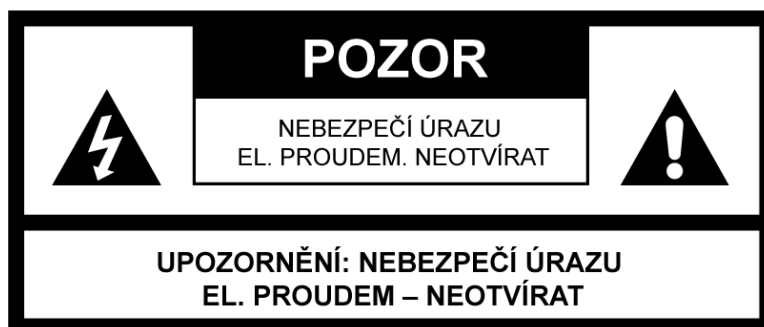 POZOR
NEBEZPEČÍ ÚRAZU
EL. PROUDEM. NEOTVÍRAT
UPOZORNĚNÍ: NEBEZPEČÍ ÚRAZU
EL. PROUDEM – NEOTVÍRAT